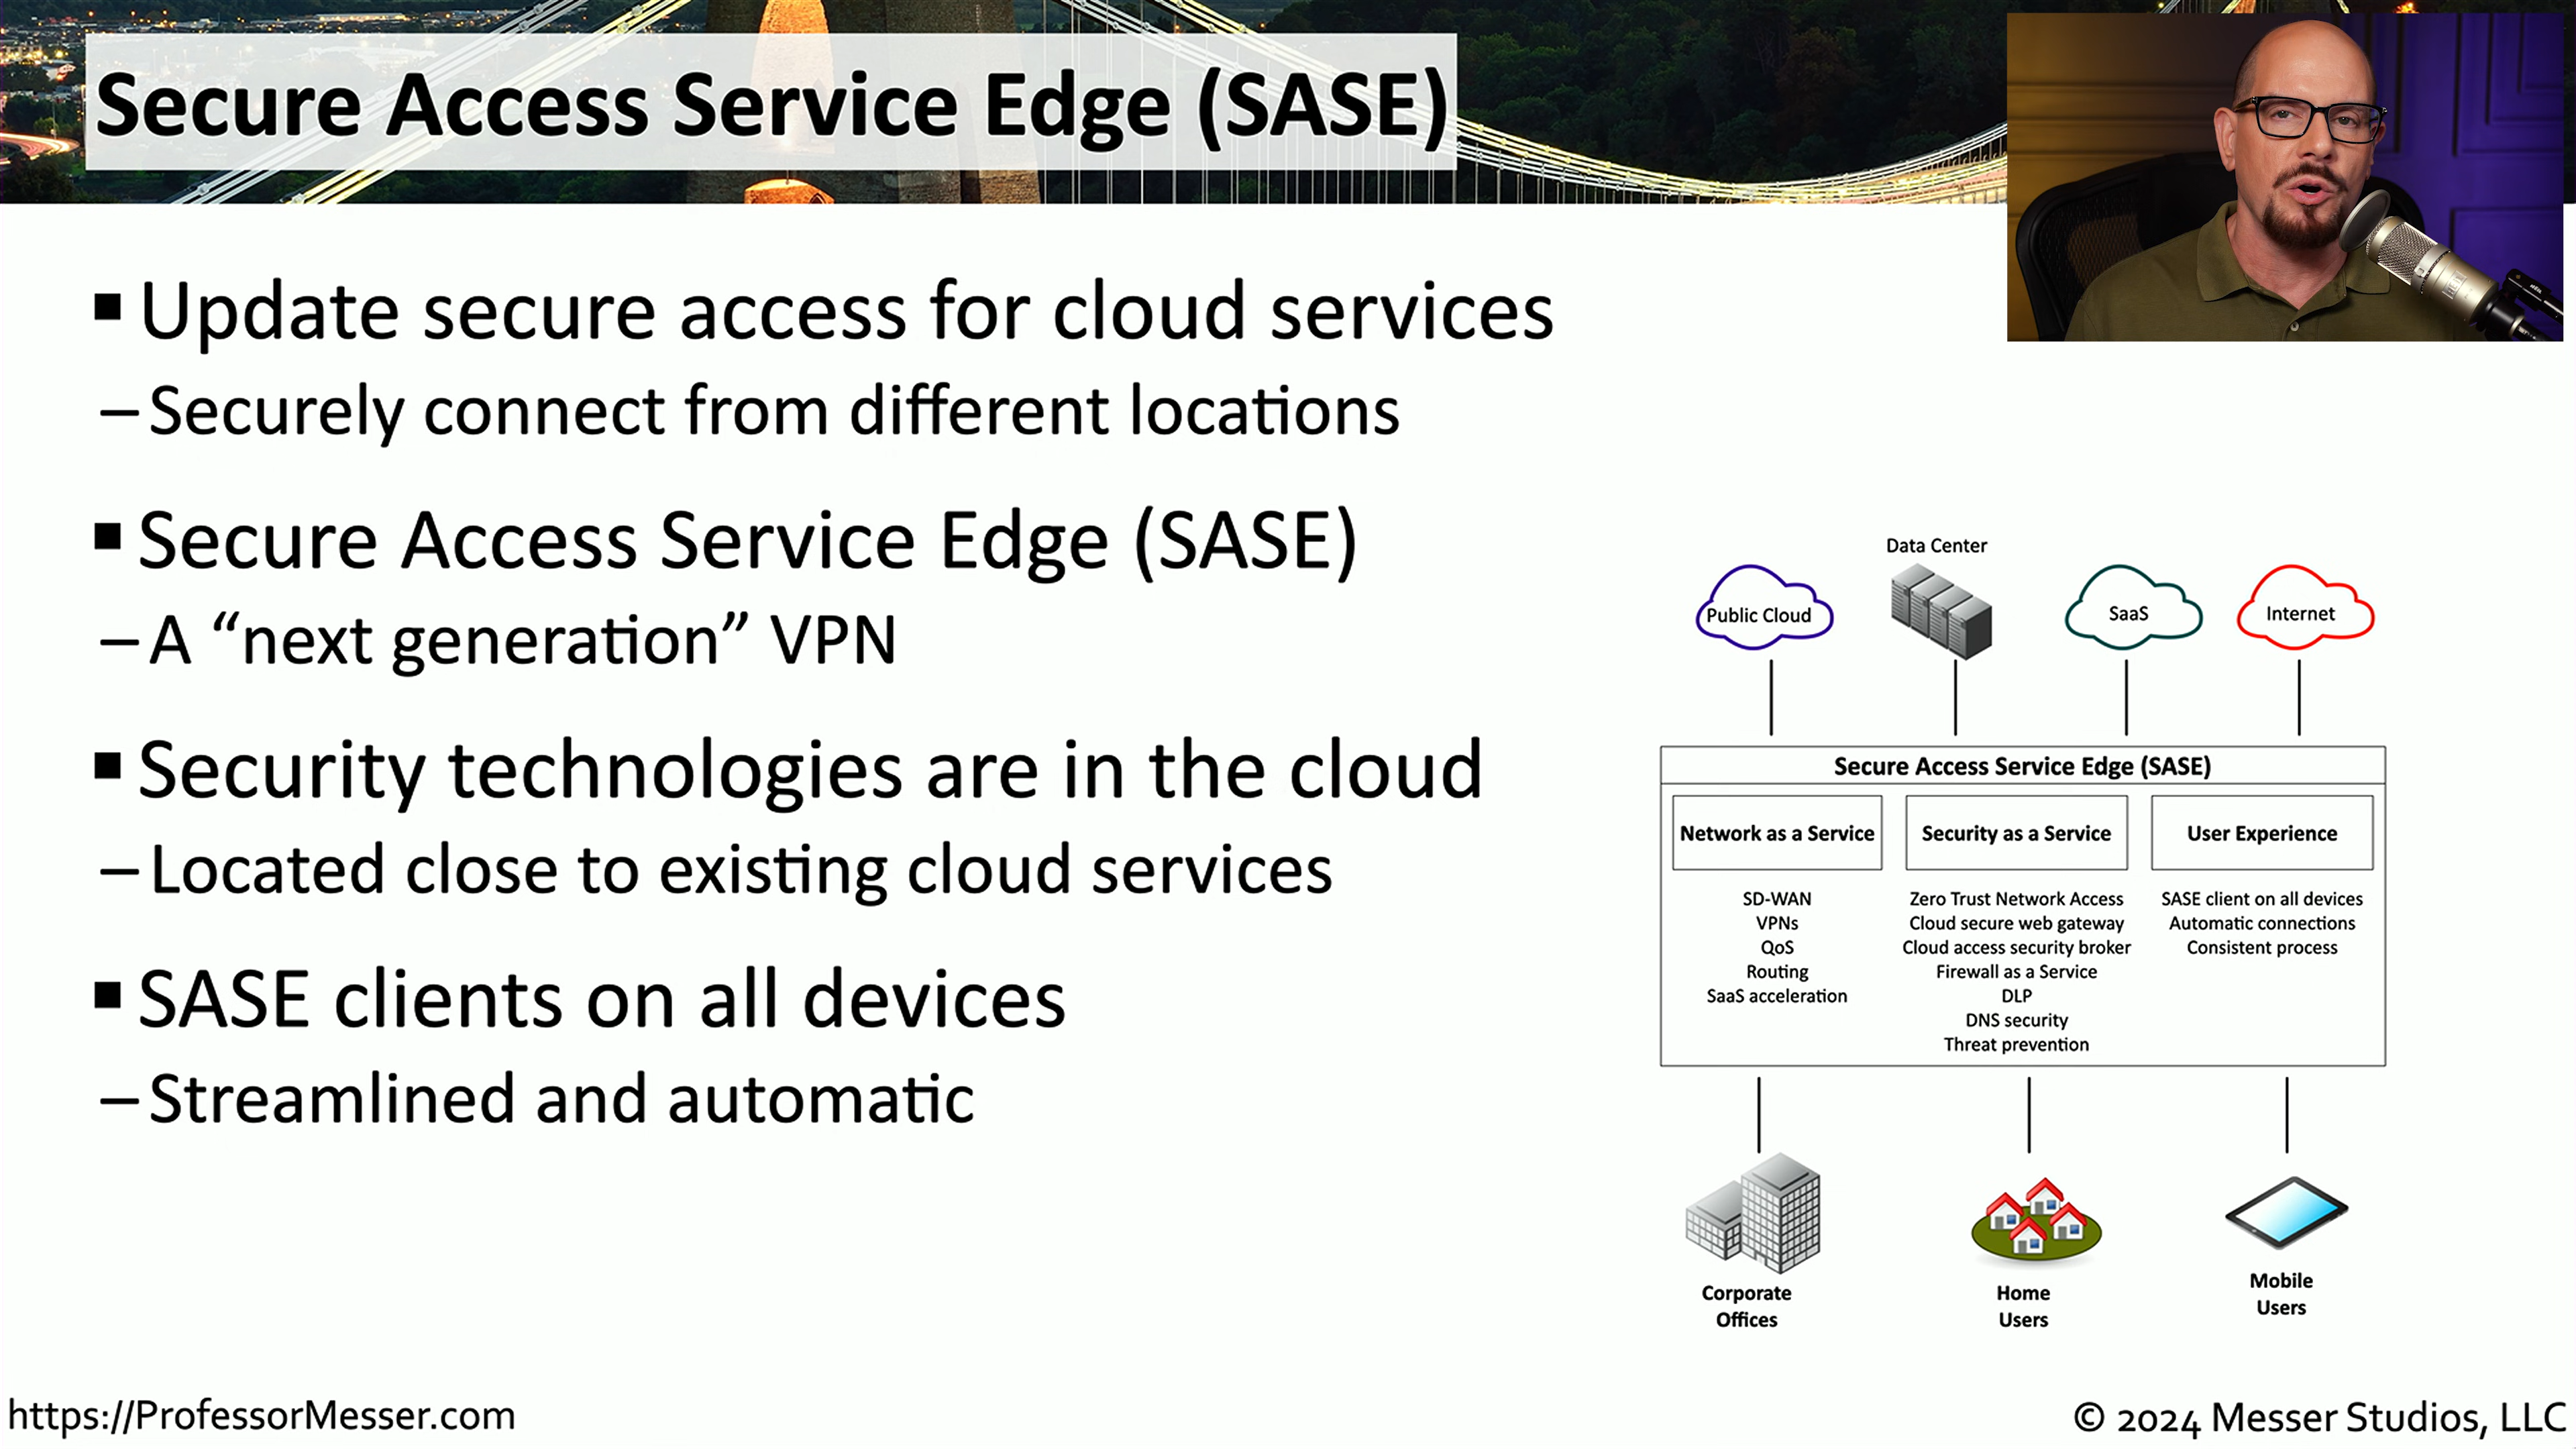 Secure Access Service Edge (SASE)
▪ Update secure access for cloud services
– Securely connect from different locations
▪ Secure Access Service Edge (SASE)
– A “next generation” VPN
▪ Security technologies are in the cloud
– Located close to existing cloud services
▪ SASE clients on all devices
– Streamlined and automatic
Data Center
Public Cloud
SaaS
Internet
Secure Access Service Edge (SASE)
Network as a Service
SD-WAN
VPNs
QoS
Routing
SaaS acceleration
Security as a Service
Zero Trust Network Access
Cloud secure web gateway
Cloud access security broker
Firewall as a Service
DLP
DNS security
Threat prevention
User Experience
SASE client on all devices
Automatic connections
Consistent process
Corporate
Offices
Home
Users
Mobile
Users
https://ProfessorMesser.com
© 2024 Messer Studios, LLC